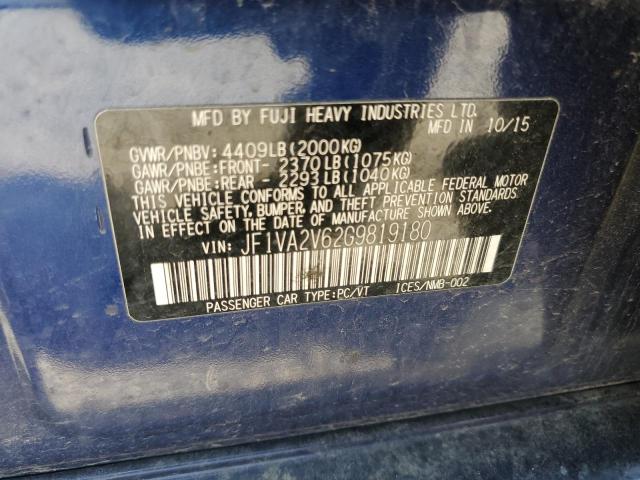 MFD BY FUJI HEAVY INDUSTRIES LTD.
MFD IN 10/15
GVWR/PNBV: 4409LB(2000KG)
GAWR/PNBE:FRONT- 2370LB(1075KG)
GAWR/PNBE:REAR - 2293LB(1040KG)
THIS VEHICLE CONFORMS TO ALL APPLICABLE FEDERAL MOTOR
VEHICLE SAFETY, BUMPER, AND THEFT PREVENTION STANDARDS
IN EFFECT ON THE DATE OF MANUFACTURE SHOWN ABOVE.
VIN: JF1VA2V62G9819180
PASSENGER CAR TYPE:PC/VT ICES/NMB-002